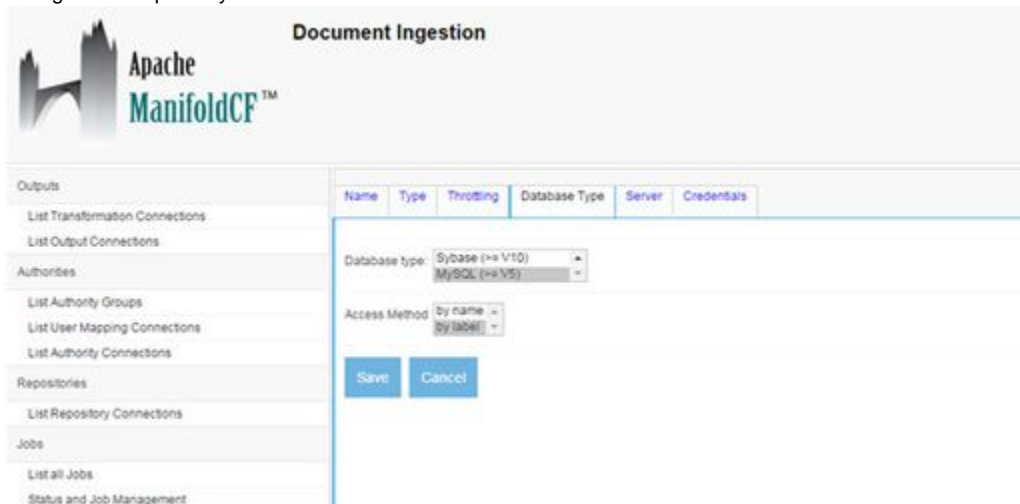 Document Ingestion
Apache
ManifoldCF™
Outputs
List Transformation Connections
List Output Connections
Authorities
List Authority Groups
List User Mapping Connections
List Authority Connections
Repositories
List Repository Connections
Jobs
List all Jobs
Status and Job Management
Name Type Throttling Database Type Server Credentials
Database type: Sybase (>= V10)
MySQL (>= V5)
Access Method by name
by label
Save Cancel